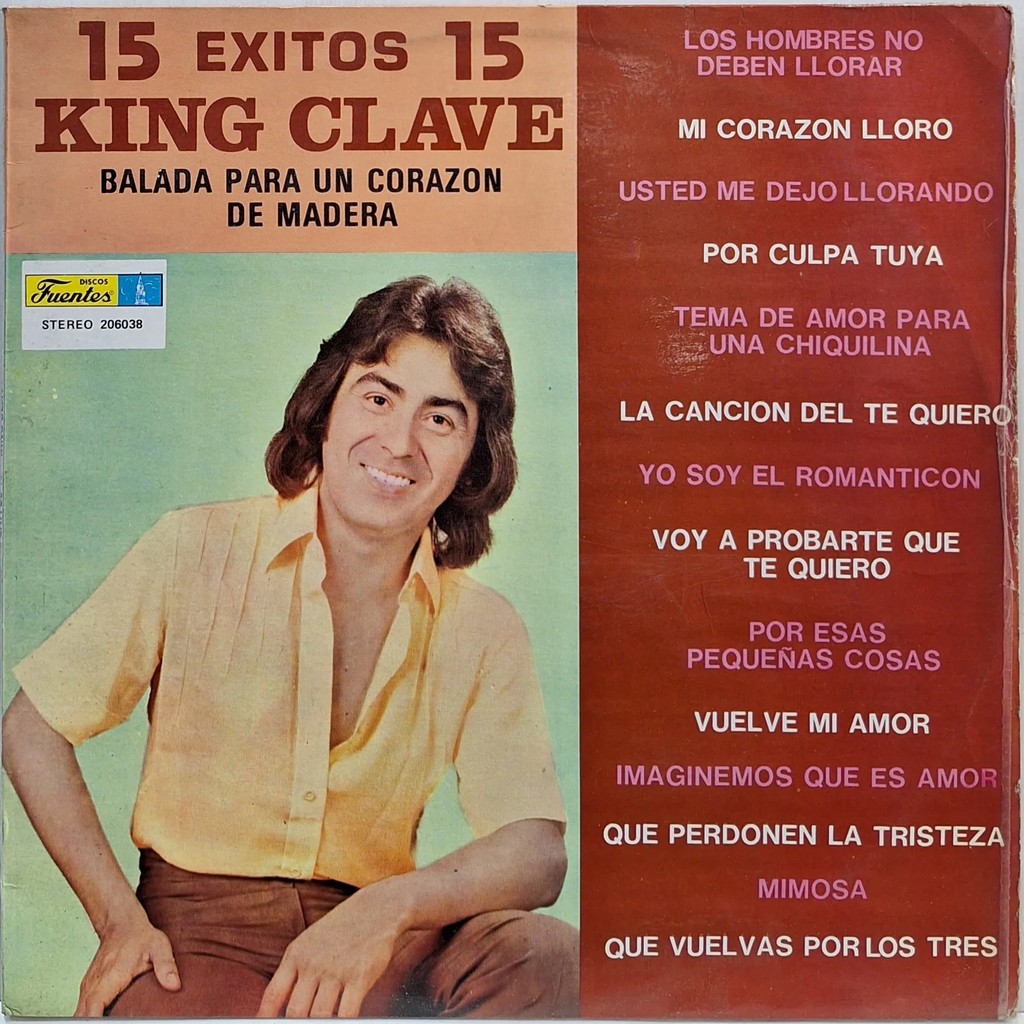 15 EXITOS 15
KING CLAVE
BALADA PARA UN CORAZON
DE MADERA
DISCOS
Fuentes
STEREO 206038
LOS HOMBRES NO
DEBEN LLORAR
MI CORAZON LLORO
USTED ME DEJO LLORANDO
POR CULPA TUYA
TEMA DE AMOR PARA
UNA CHIQUILINA
LA CANCION DEL TE QUIERO
YO SOY EL ROMANTICON
VOY A PROBARTE QUE
TE QUIERO
POR ESAS
PEQUEÑAS COSAS
VUELVE MI AMOR
IMAGINEMOS QUE ES AMOR
QUE PERDONEN LA TRISTEZA
MIMOSA
QUE VUELVAS POR LOS TRES